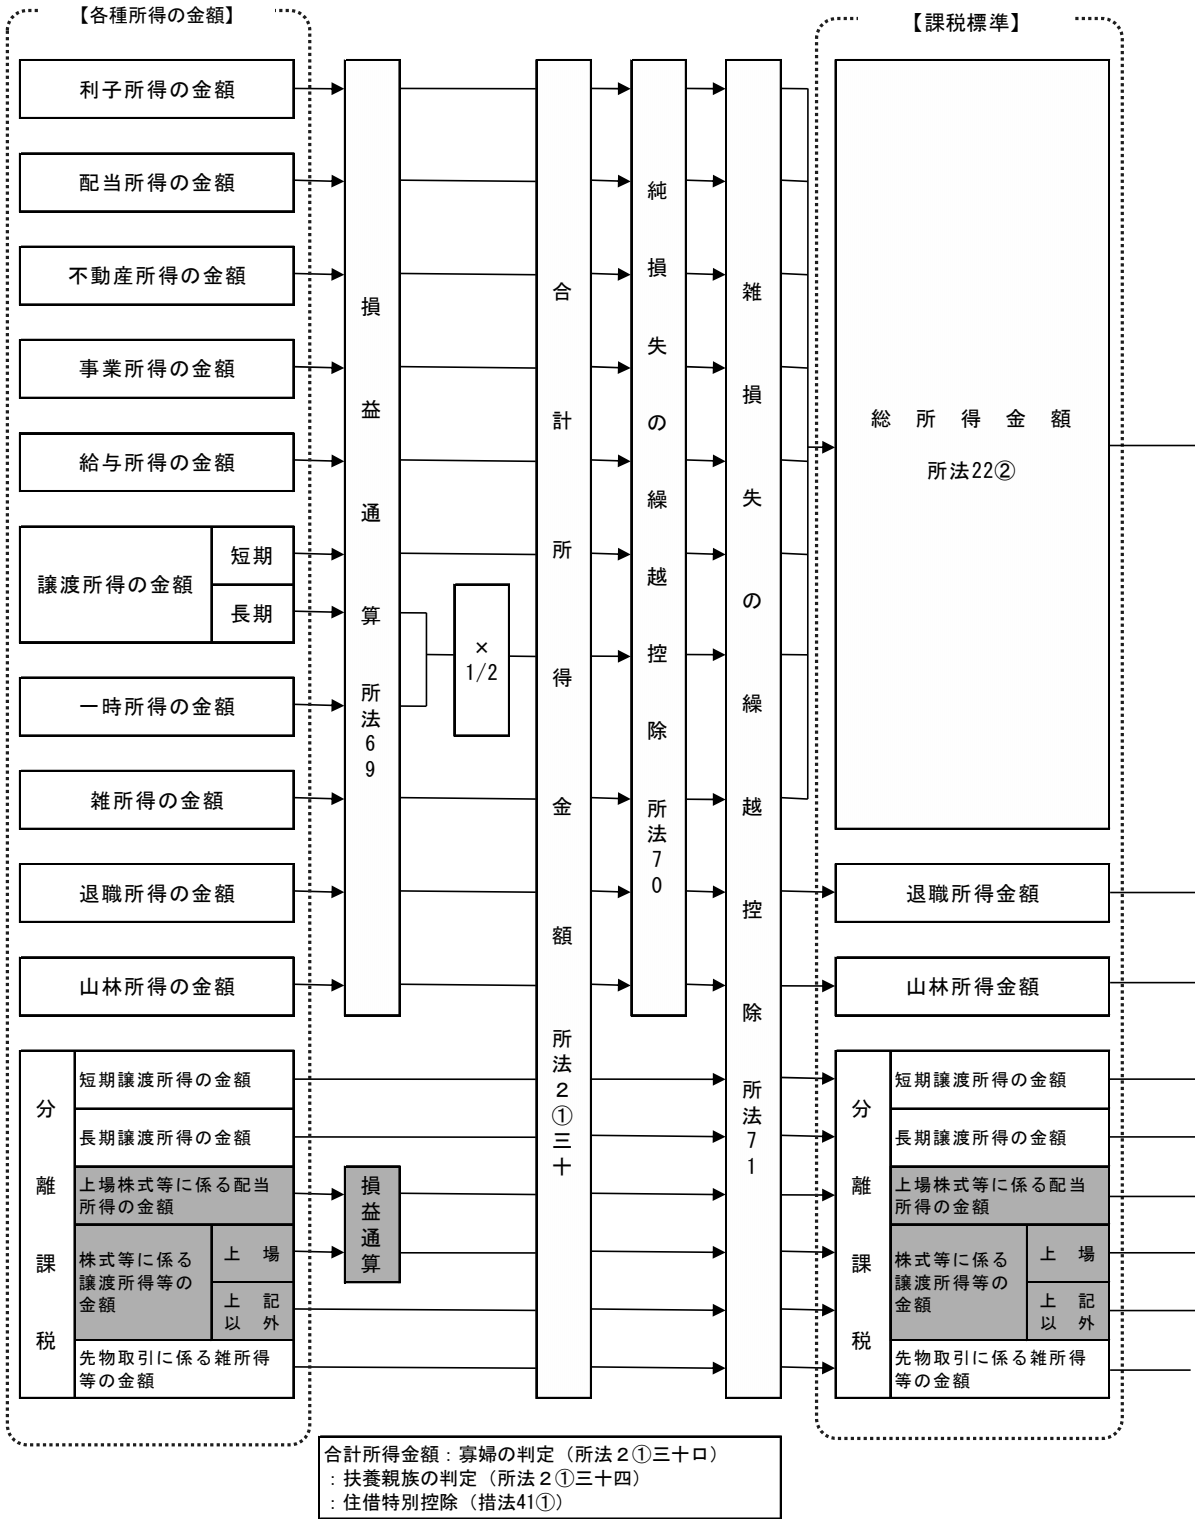 【各種所得の金額】
【課税標準】
利子所得の金額
配当所得の金額
不動産所得の金額
事業所得の金額
給与所得の金額
譲渡所得の金額
短期
長期
一時所得の金額
雑所得の金額
退職所得の金額
山林所得の金額
分離課税
短期譲渡所得の金額
長期譲渡所得の金額
上場株式等に係る配当
所得の金額
株式等に係る
譲渡所得等の
金額
上場
上記
以外
先物取引に係る雑所得
等の金額
損益通算 所法69
損益通算
×
1/2
合計所得金額 所法2①三十
純損失の繰越控除 所法70
雑損失の繰越控除 所法71
総所得金額
所法22②
退職所得金額
山林所得金額
分離課税
短期譲渡所得の金額
長期譲渡所得の金額
上場株式等に係る配当
所得の金額
株式等に係る
譲渡所得等の
金額
上場
上記
以外
先物取引に係る雑所得
等の金額
合計所得金額：寡婦の判定（所法２①三十ロ）
：扶養親族の判定（所法２①三十四）
：住借特別控除（措法41①）